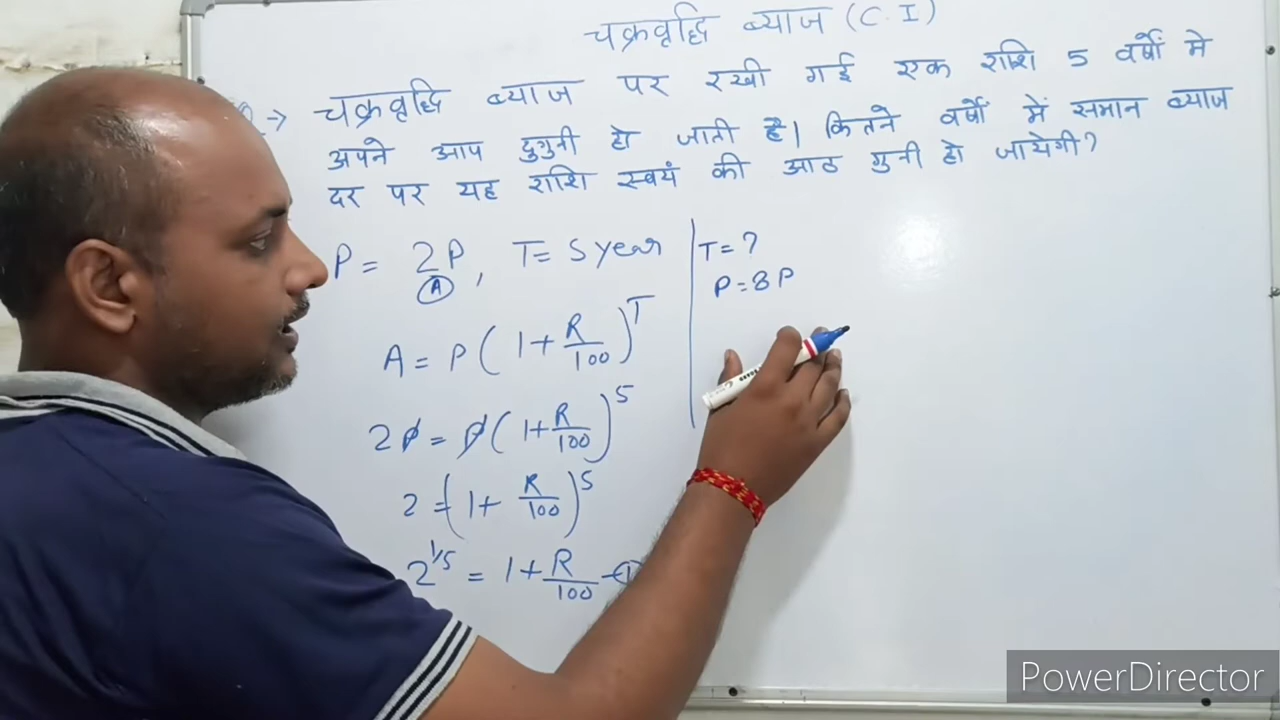 चक्रवृद्धि ब्याज (C.I)
Q→ चक्रवृद्धि ब्याज पर रखी गई एक राशि 5 वर्षों मे
अपने आप दुगुनी हो जाती है। कितने वर्षों में समान ब्याज
दर पर यह राशि स्वयं की आठ गुनी हो जायेगी?
P = 2P, T = 5 year
A
A = P(1+R/100)^T
2P = P(1+R/100)^5
2 = (1+R/100)^5
2^1/5 = 1+R/100 —①
T = ?
P = 8P
PowerDirector